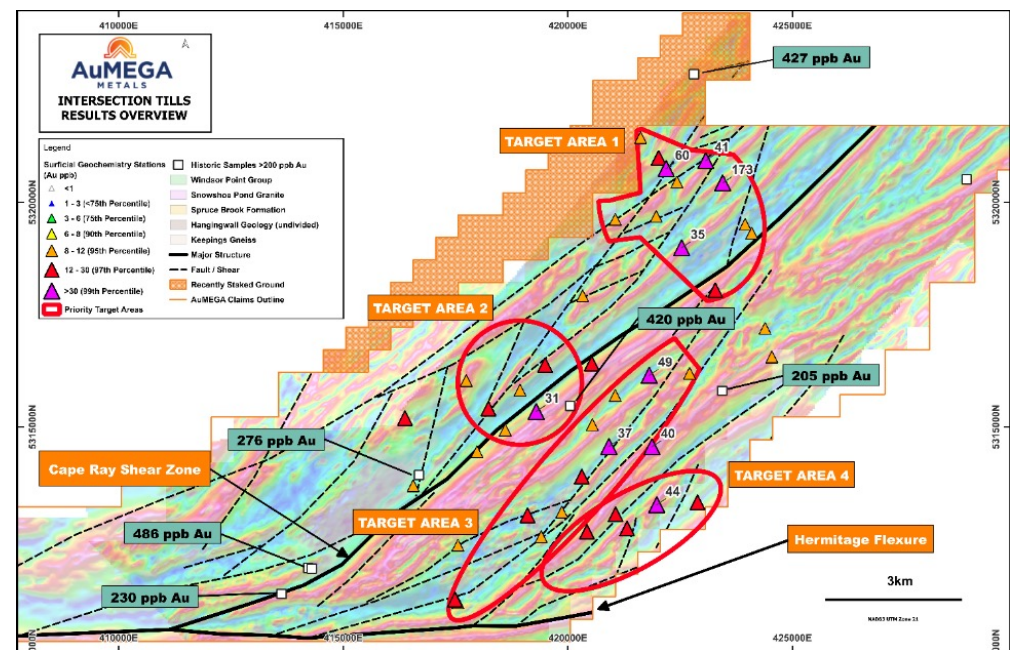 410000E
415000E
420000E
425000E
AuMEGA
METALS
INTERSECTION TILLS
RESULTS OVERVIEW
Legend
Surficial Geochemistry Stations
(Au ppb)
<1
1 - 3 (<75th Percentile)
3 - 6 (75th Percentile)
6 - 8 (90th Percentile)
8 - 12 (95th Percentile)
12 - 30 (97th Percentile)
>30 (99th Percentile)
Priority Target Areas
Historic Samples >200 ppb Au
Windsor Point Group
Snowshoe Pond Granite
Spruce Brook Formation
Hangingwall Geology (undivided)
Keepings Gneiss
Major Structure
Fault / Shear
Recently Staked Ground
AuMEGA Claims Outline
427 ppb Au
TARGET AREA 1
60
41
173
35
5320000N
5320000N
TARGET AREA 2
420 ppb Au
49
205 ppb Au
31
37
40
5315000N
5315000N
276 ppb Au
Cape Ray Shear Zone
TARGET AREA 4
44
TARGET AREA 3
486 ppb Au
Hermitage Flexure
230 ppb Au
3km
410000E
415000E
420000E
425000E